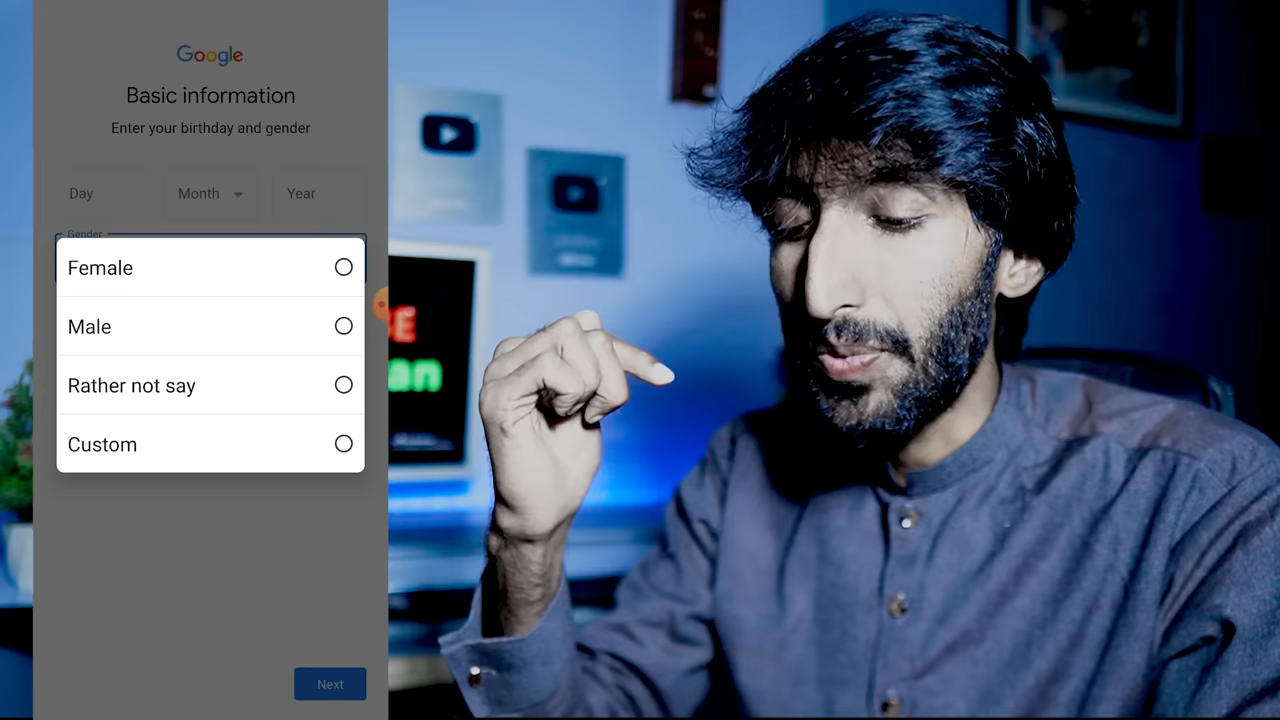 Google
Basic information
Enter your birthday and gender
Day
Month
Year
Gender
Female
Male
Rather not say
Custom
Next